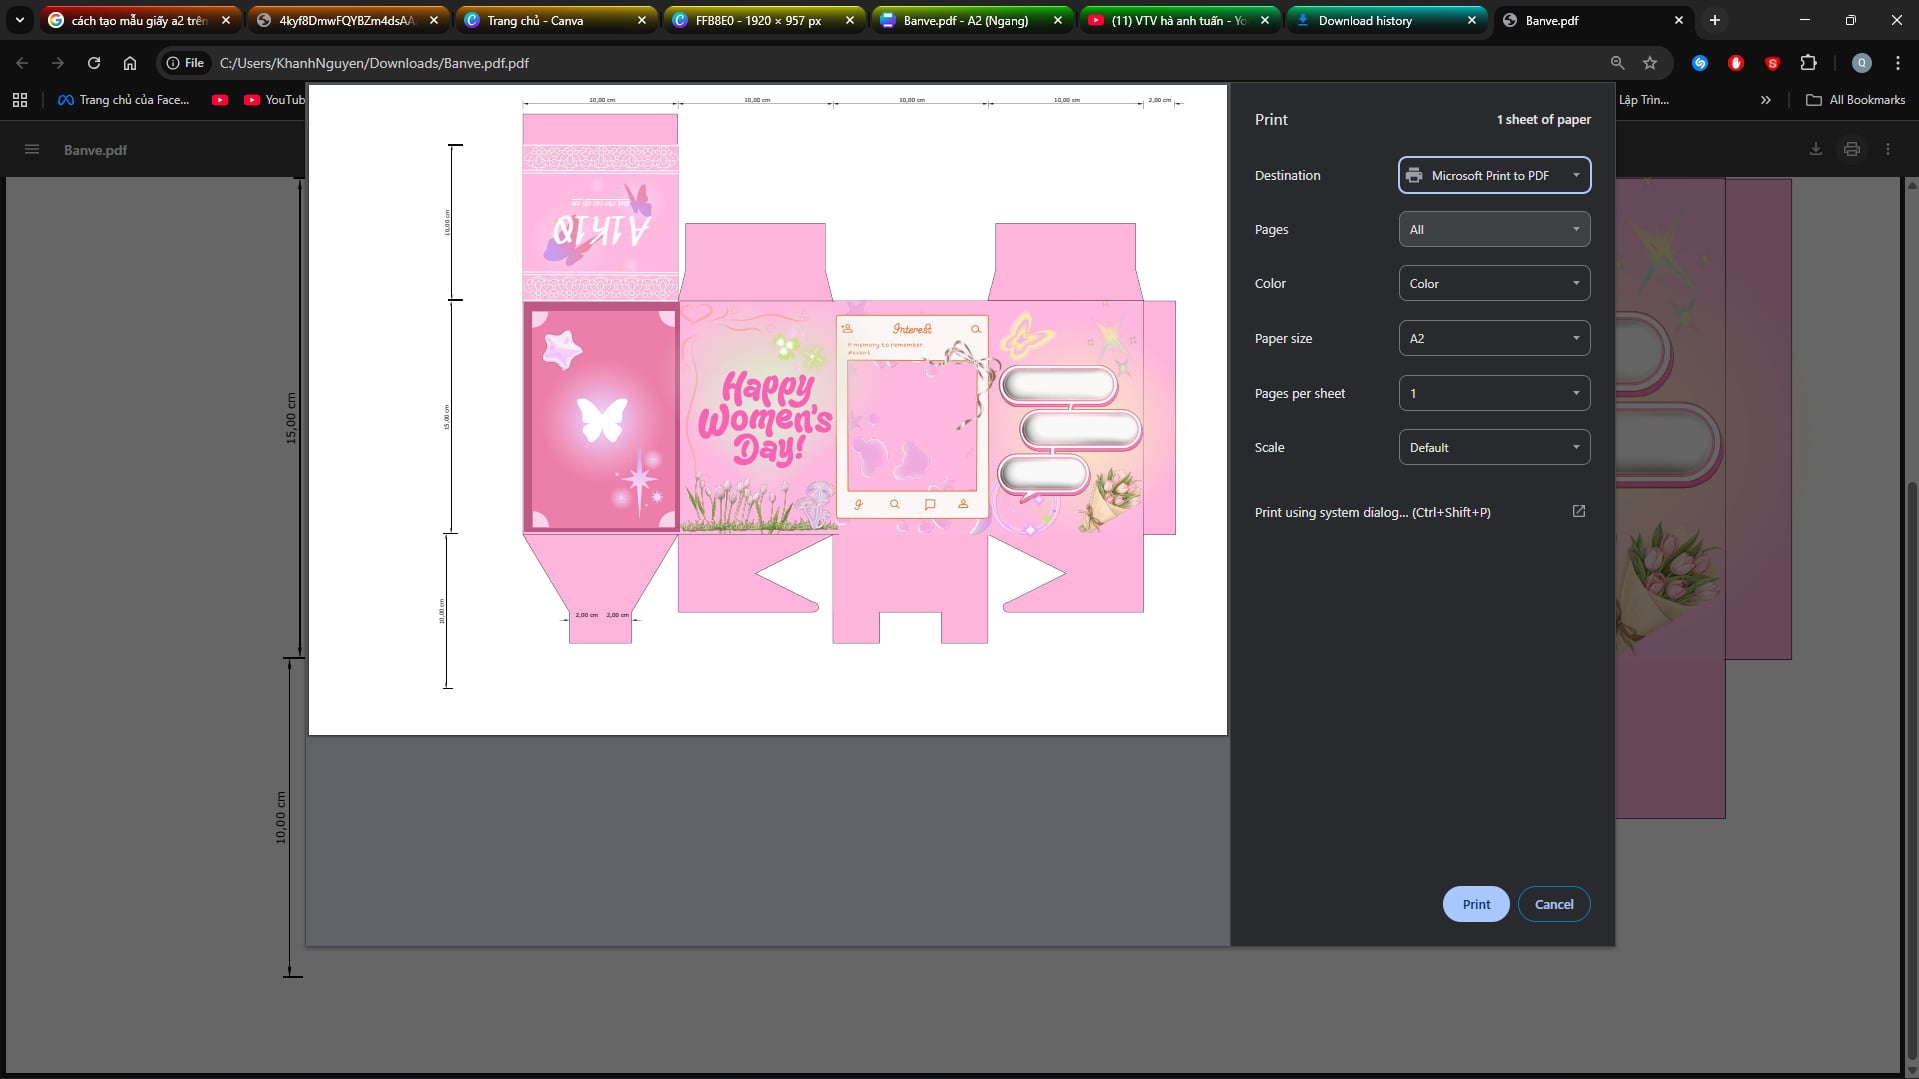 cách tạo mẫu giấy a2 trên
4kyf8DmwFQYBZm4dsAA
Trang chủ - Canva
FFB8E0 - 1920 × 957 px
Banve.pdf - A2 (Ngang)
(11) VTV hà anh tuấn - Yo
Download history
Banve.pdf
File
C:/Users/KhanhNguyen/Downloads/Banve.pdf.pdf
Q
Trang chủ của Face...
YouTub
Lập Trìn...
All Bookmarks
Banve.pdf
10,00 cm
10,00 cm
10,00 cm
10,00 cm
2,00 cm
10,00 cm
A1K1Q
15,00 cm
15,00 cm
Interest
A memory to remember.
#event
Happy
Women's
Day!
10,00 cm
2,00 cm
2,00 cm
10,00 cm
Print
1 sheet of paper
Destination
Microsoft Print to PDF
Pages
All
Color
Color
Paper size
A2
Pages per sheet
1
Scale
Default
Print using system dialog... (Ctrl+Shift+P)
Print
Cancel